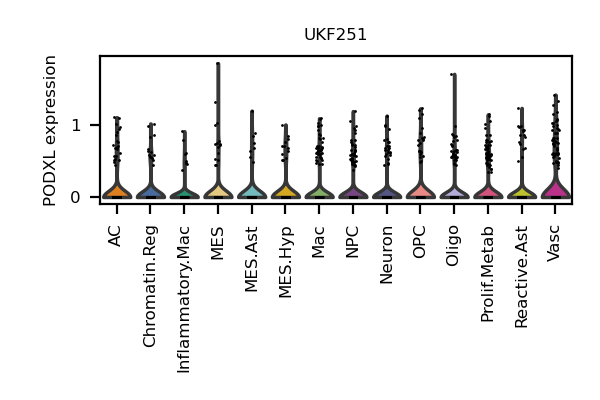 UKF251
PODXL expression
1
0
AC
Chromatin.Reg
Inflammatory.Mac
MES
MES.Ast
MES.Hyp
Mac
NPC
Neuron
OPC
Oligo
Prolif.Metab
Reactive.Ast
Vasc